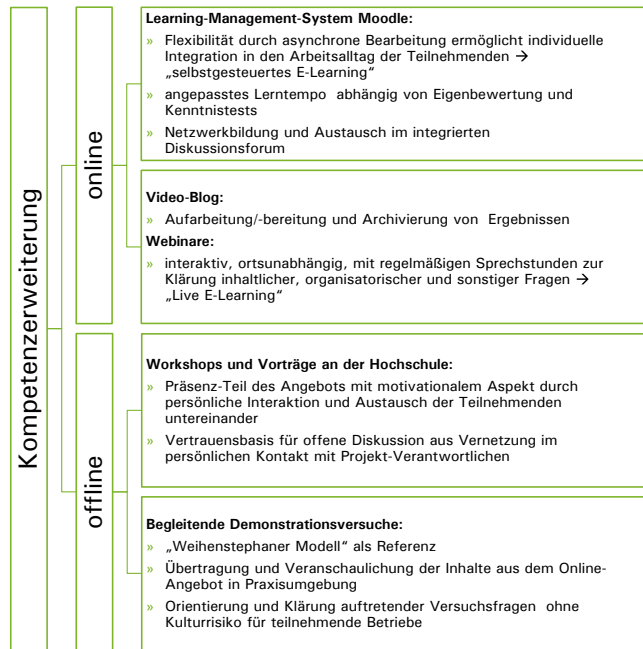 Kompetenzerweiterung
online
Learning-Management-System Moodle:
» Flexibilität durch asynchrone Bearbeitung ermöglicht individuelle
Integration in den Arbeitsalltag der Teilnehmenden →
„selbstgesteuertes E-Learning“
» angepasstes Lerntempo abhängig von Eigenbewertung und
Kenntnistests
» Netzwerkbildung und Austausch im integrierten
Diskussionsforum
Video-Blog:
» Aufarbeitung/-bereitung und Archivierung von Ergebnissen
Webinare:
» interaktiv, ortsunabhängig, mit regelmäßigen Sprechstunden zur
Klärung inhaltlicher, organisatorischer und sonstiger Fragen →
„Live E-Learning“
offline
Workshops und Vorträge an der Hochschule:
» Präsenz-Teil des Angebots mit motivationalem Aspekt durch
persönliche Interaktion und Austausch der Teilnehmenden
untereinander
» Vertrauensbasis für offene Diskussion aus Vernetzung im
persönlichen Kontakt mit Projekt-Verantwortlichen
Begleitende Demonstrationsversuche:
» „Weihenstephaner Modell“ als Referenz
» Übertragung und Veranschaulichung der Inhalte aus dem Online-
Angebot in Praxisumgebung
» Orientierung und Klärung auftretender Versuchsfragen ohne
Kulturrisiko für teilnehmende Betriebe